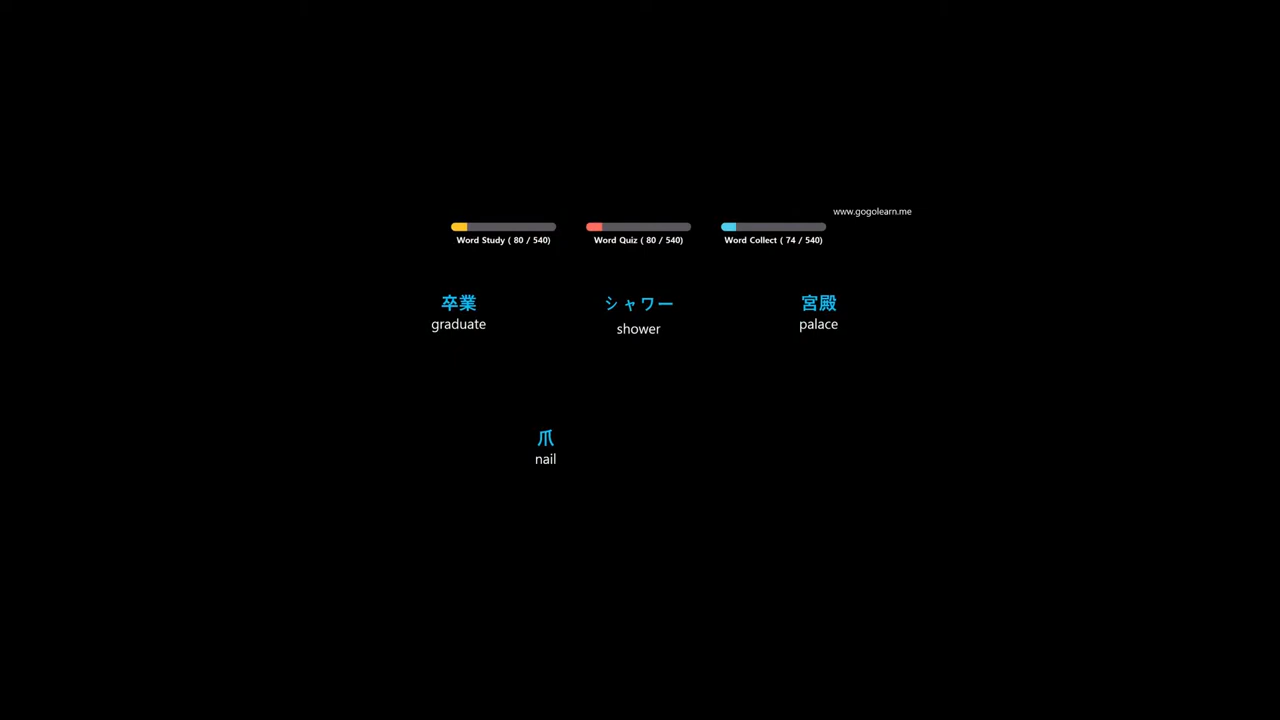 www.gogolearn.me
Word Study ( 80 / 540)
Word Quiz ( 80 / 540)
Word Collect ( 74 / 540)
卒業
graduate
シャワー
shower
宮殿
palace
爪
nail